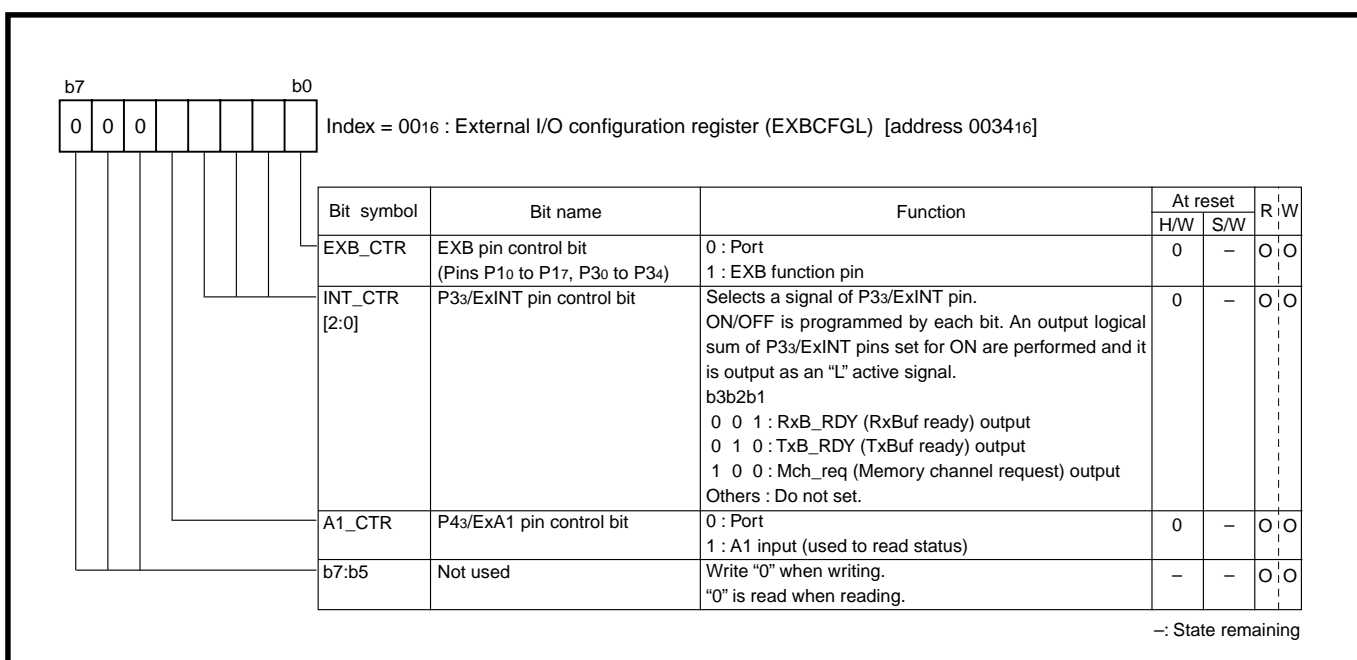 b7 b0
0 0 0 Index = 0016 : External I/O configuration register (EXBCFGL) [address 003416]
Bit symbol Bit name Function At reset R W
H/W S/W
EXB_CTR EXB pin control bit 0 : Port 0 – O O
(Pins P10 to P17, P30 to P34) 1 : EXB function pin
INT_CTR P33/ExINT pin control bit Selects a signal of P33/ExINT pin. 0 – O O
[2:0] ON/OFF is programmed by each bit. An output logical
sum of P33/ExINT pins set for ON are performed and it
is output as an “L” active signal.
b3b2b1
0 0 1 : RxB_RDY (RxBuf ready) output
0 1 0 : TxB_RDY (TxBuf ready) output
1 0 0 : Mch_req (Memory channel request) output
Others : Do not set.
A1_CTR P43/ExA1 pin control bit 0 : Port 0 – O O
1 : A1 input (used to read status)
b7:b5 Not used Write “0” when writing. – – O O
“0” is read when reading.
–: State remaining